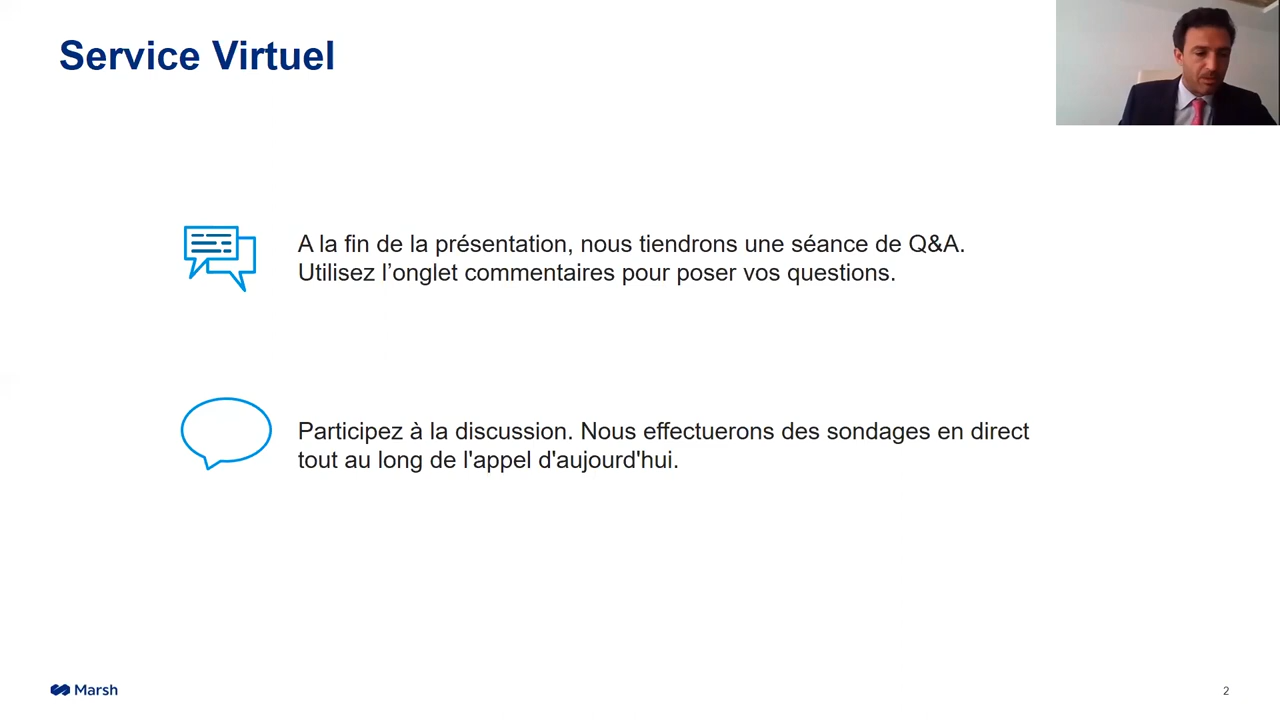 Service Virtuel
A la fin de la présentation, nous tiendrons une séance de Q&A.
Utilisez l’onglet commentaires pour poser vos questions.
Participez à la discussion. Nous effectuerons des sondages en direct
tout au long de l'appel d'aujourd'hui.
Marsh
2